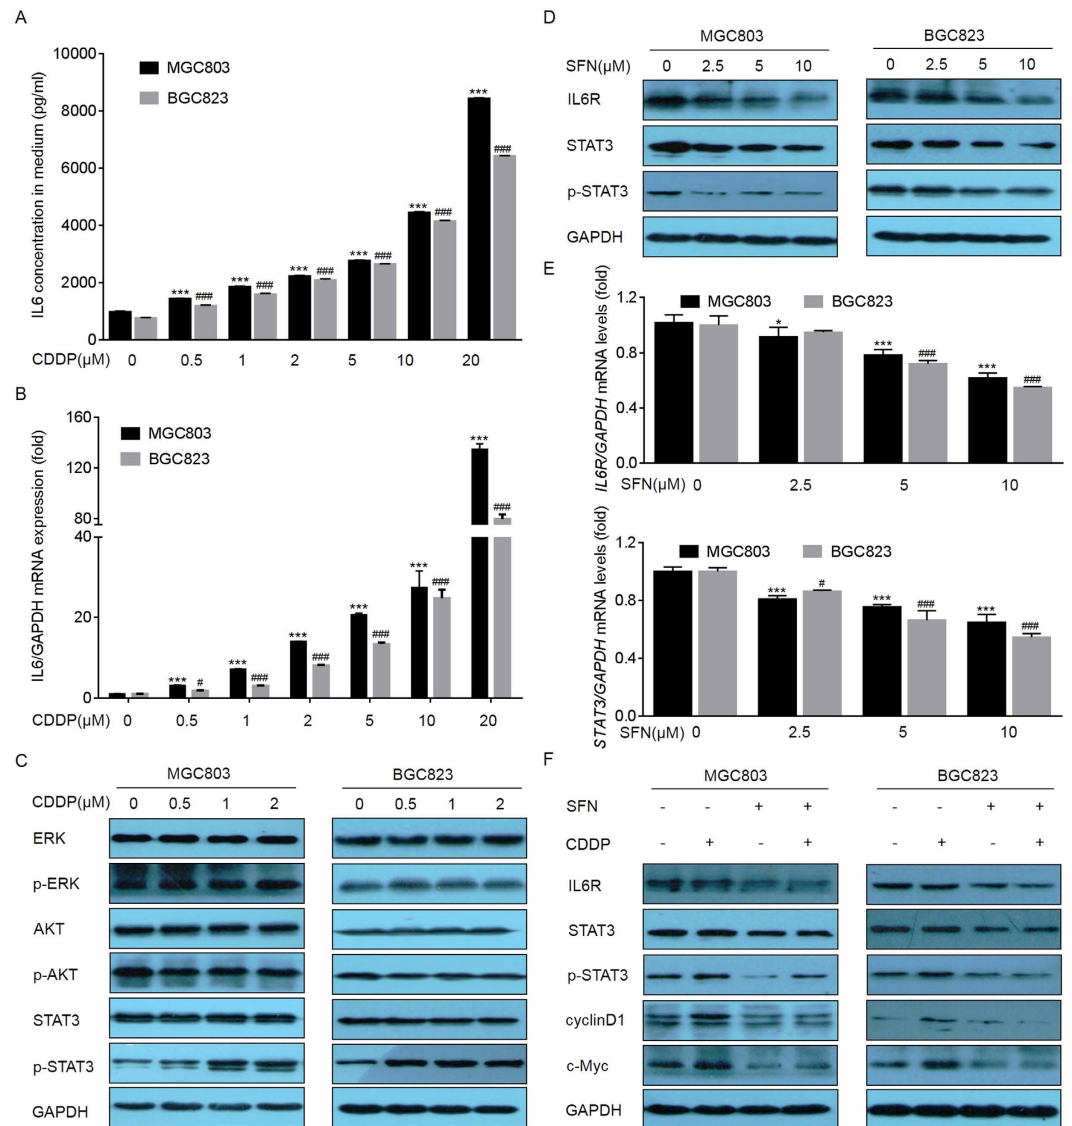 A
IL6 concentration in medium (pg/ml)
10000
8000
6000
4000
2000
0
MGC803
BGC823
*** ### *** ### *** ### *** ### *** ### *** ###
CDDP(μM) 0 0.5 1 2 5 10 20
B
IL6/GAPDH mRNA expression (fold)
160
120
80
40
20
0
MGC803
BGC823
*** # *** ### *** ### *** ### *** ### *** ###
CDDP(μM) 0 0.5 1 2 5 10 20
C
MGC803 BGC823
CDDP(μM) 0 0.5 1 2 0 0.5 1 2
ERK
p-ERK
AKT
p-AKT
STAT3
p-STAT3
GAPDH
D
MGC803 BGC823
SFN(μM) 0 2.5 5 10 0 2.5 5 10
IL6R
STAT3
p-STAT3
GAPDH
E
IL6R/GAPDH mRNA levels (fold)
1.2
0.8
0.4
0.0
MGC803 BGC823
* *** ### *** ###
SFN(μM) 0 2.5 5 10
STAT3/GAPDH mRNA levels (fold)
1.2
0.8
0.4
0.0
MGC803 BGC823
*** # *** ### *** ###
SFN(μM) 0 2.5 5 10
F
MGC803 BGC823
SFN - - + + - - + +
CDDP - + - + - + - +
IL6R
STAT3
p-STAT3
cyclinD1
c-Myc
GAPDH